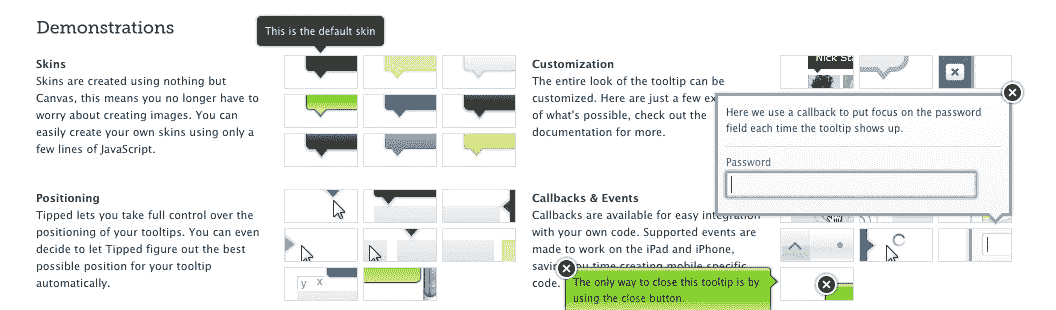 Demonstrations
This is the default skin
Skins
Skins are created using nothing but
Canvas, this means you no longer have to
worry about creating images. You can
easily create your own skins using only a
few lines of JavaScript.
Customization
The entire look of the tooltip can be
customized. Here are just a few
of what's possible, check out the
documentation for more.
Nick
Here we use a callback to put focus on the password
field each time the tooltip shows up.
Password
Positioning
Tipped lets you take full control over the
positioning of your tooltips. You can even
decide to let Tipped figure out the best
possible position for your tooltip
automatically.
y x
Callbacks & Events
Callbacks are available for easy integration
with your own code. Supported events are
made to work on the iPad and iPhone,
saving you time creating mobile specific
code.
The only way to close this tooltip is by
using the close button.